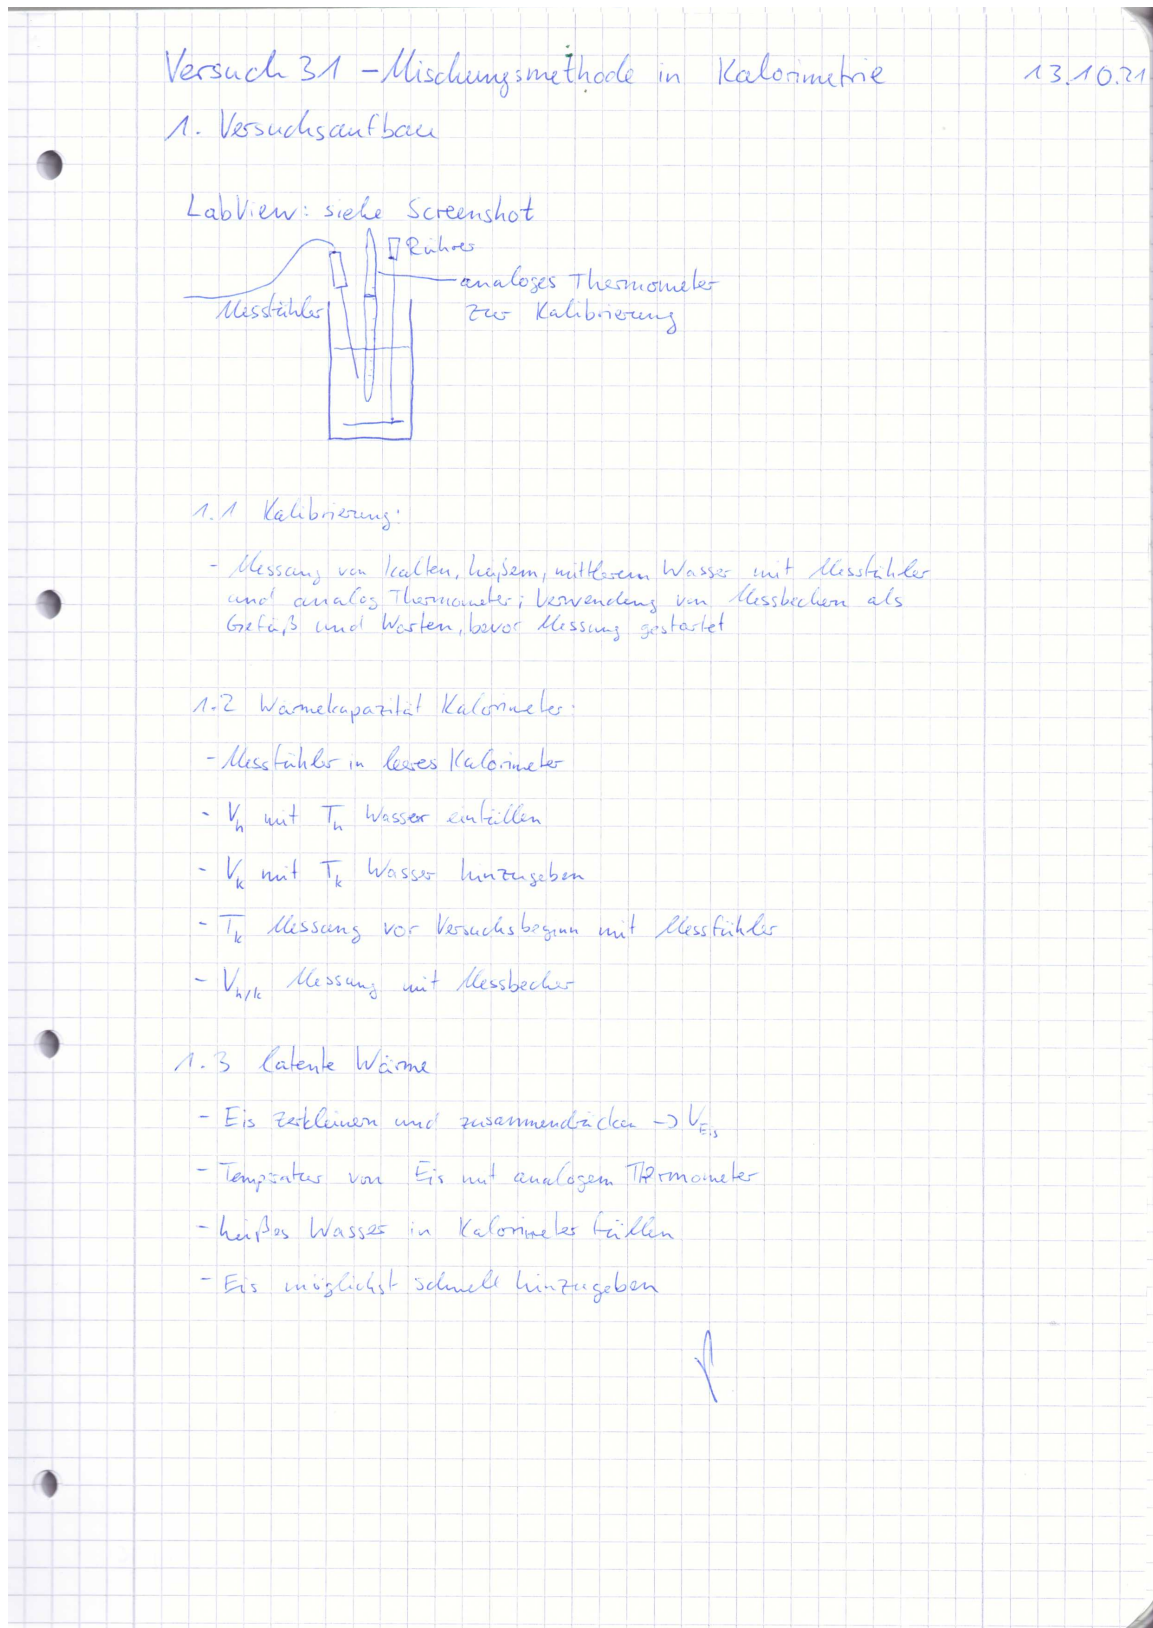 Versuch 31 - Mischungsmethode in Kalorimetrie 13.10.21
1. Versuchsaufbau
LabView: siehe Screenshot
Rührer
analoges Thermometer
Messfühler zur Kalibrierung
1.1 Kalibrierung:
- Messung von kalten, heißem, mittlerem Wasser mit Messfühler
und analog Thermometer; Verwendung von Messbechern als
Gefäß und Warten, bevor Messung gestartet
1.2 Wärmekapazität Kalorimeter:
- Messfühler in leeres Kalorimeter
- V_h mit T_h Wasser einfüllen
- V_k mit T_k Wasser hinzugeben
- T_k Messung vor Versuchsbeginn mit Messfühler
- V_h/k Messung mit Messbecher
1.3 latente Wärme
- Eis zerkleinern und zusammendrücken -> V_Eis
- Temperatur von Eis mit analogem Thermometer
- heißes Wasser in Kalorimeter füllen
- Eis möglichst schnell hinzugeben